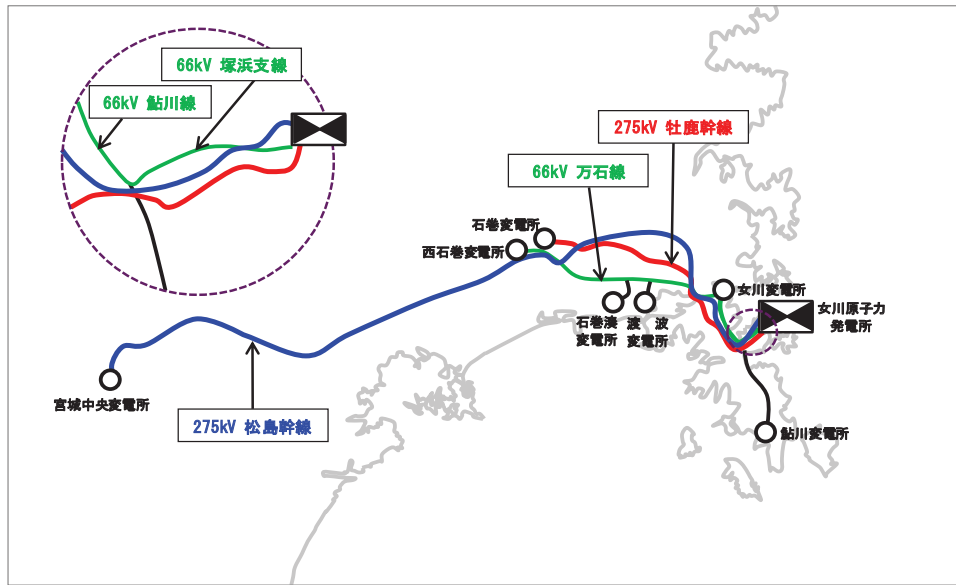 66kV 塚浜支線
66kV 鮎川線
275kV 牡鹿幹線
66kV 万石線
石巻変電所
西石巻変電所
女川変電所
女川原子力
発電所
石巻湊
変電所
渡 波
変電所
宮城中央変電所
275kV 松島幹線
鮎川変電所